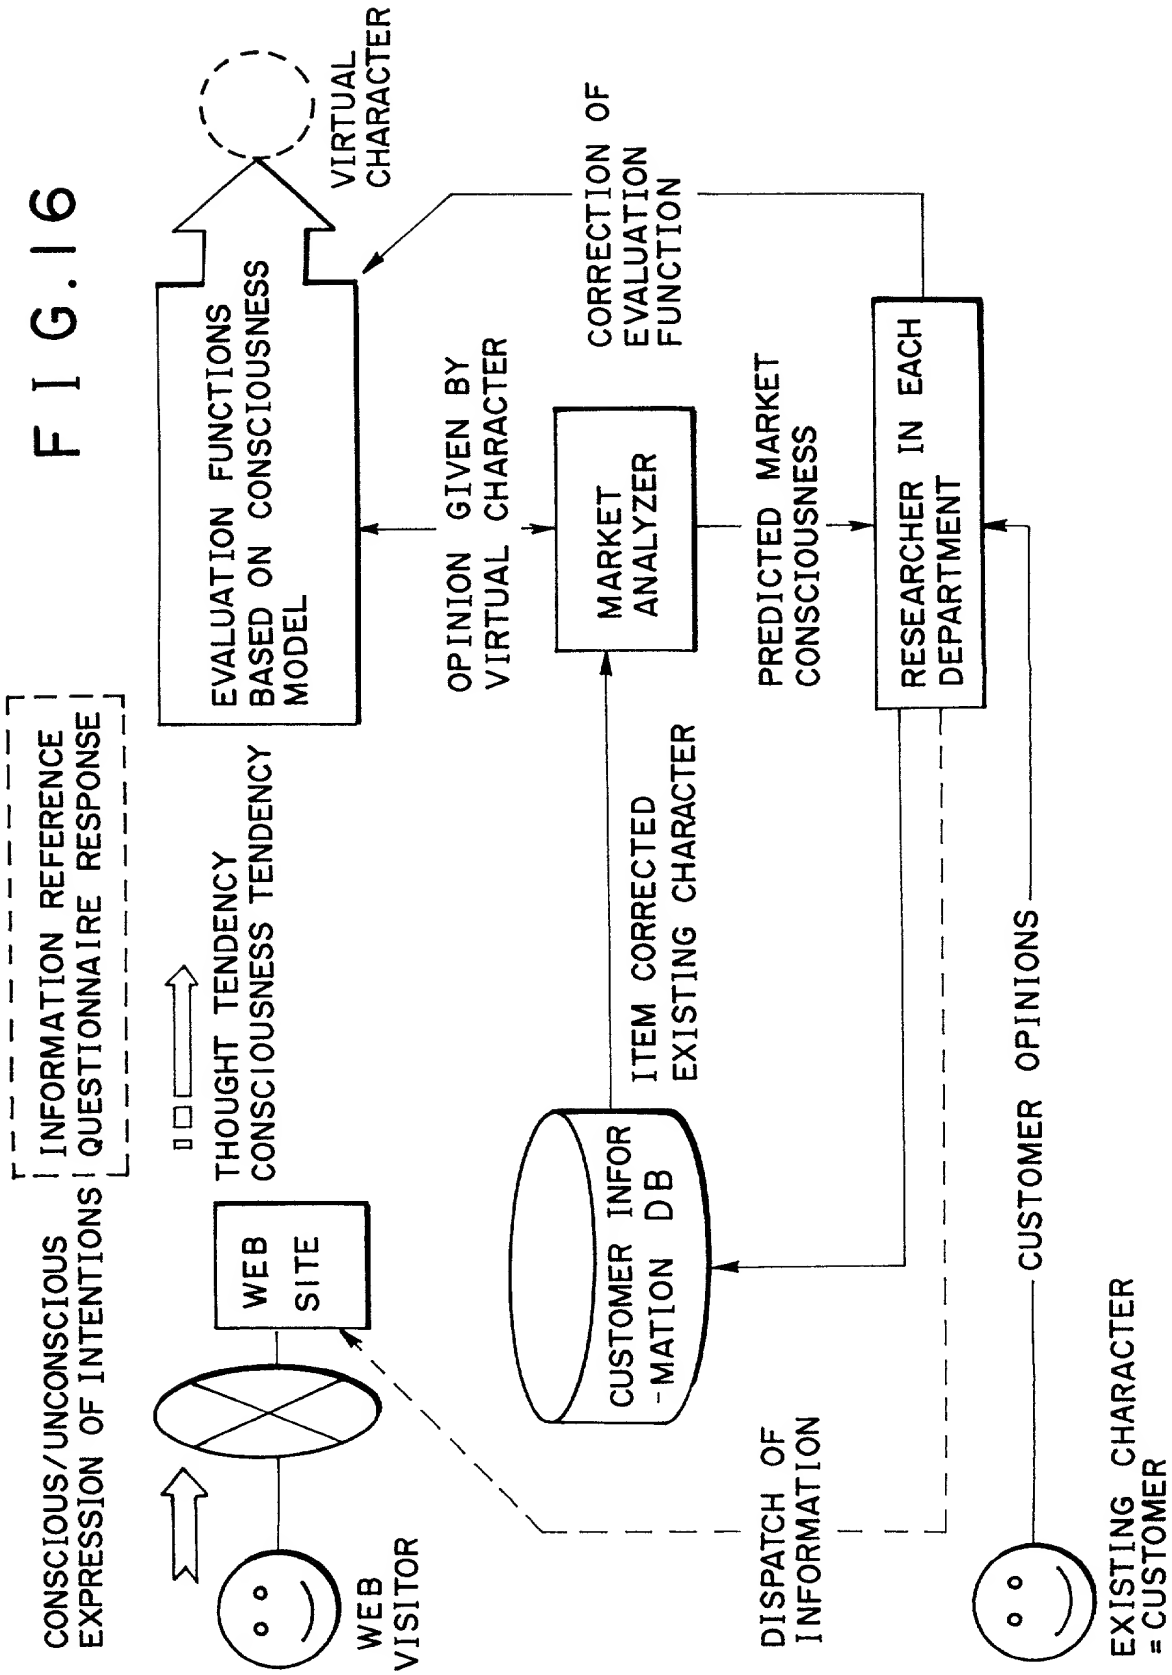 FIG.16
CONSCIOUS/UNCONSCIOUS
EXPRESSION OF INTENTIONS
INFORMATION REFERENCE
QUESTIONNAIRE RESPONSE
WEB
VISITOR
WEB
SITE
THOUGHT TENDENCY
CONSCIOUSNESS TENDENCY
EVALUATION FUNCTIONS
BASED ON CONSCIOUSNESS
MODEL
VIRTUAL
CHARACTER
OPINION GIVEN BY
VIRTUAL CHARACTER
CORRECTION OF
EVALUATION
FUNCTION
CUSTOMER INFOR
-MATION DB
ITEM CORRECTED
EXISTING CHARACTER
MARKET
ANALYZER
PREDICTED MARKET
CONSCIOUSNESS
DISPATCH OF
INFORMATION
RESEARCHER IN EACH
DEPARTMENT
CUSTOMER OPINIONS
EXISTING CHARACTER
=CUSTOMER